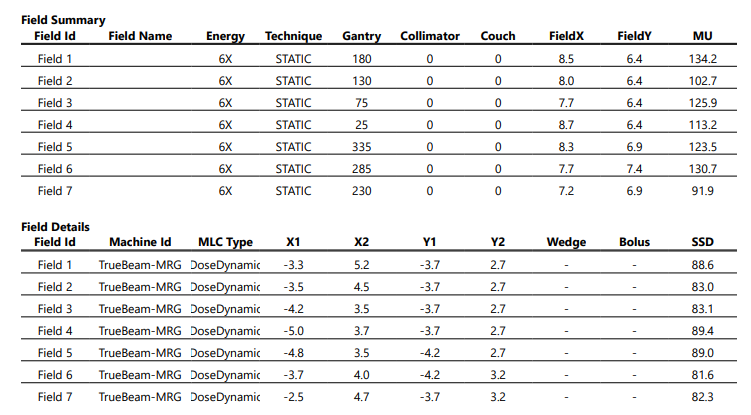 Field Summary
Field Id Field Name Energy Technique Gantry Collimator Couch FieldX FieldY MU
Field 1 6X STATIC 180 0 0 8.5 6.4 134.2
Field 2 6X STATIC 130 0 0 8.0 6.4 102.7
Field 3 6X STATIC 75 0 0 7.7 6.4 125.9
Field 4 6X STATIC 25 0 0 8.7 6.4 113.2
Field 5 6X STATIC 335 0 0 8.3 6.9 123.5
Field 6 6X STATIC 285 0 0 7.7 7.4 130.7
Field 7 6X STATIC 230 0 0 7.2 6.9 91.9
Field Details
Field Id Machine Id MLC Type X1 X2 Y1 Y2 Wedge Bolus SSD
Field 1 TrueBeam-MRG DoseDynamic -3.3 5.2 -3.7 2.7 - - 88.6
Field 2 TrueBeam-MRG DoseDynamic -3.5 4.5 -3.7 2.7 - - 83.0
Field 3 TrueBeam-MRG DoseDynamic -4.2 3.5 -3.7 2.7 - - 83.1
Field 4 TrueBeam-MRG DoseDynamic -5.0 3.7 -3.7 2.7 - - 89.4
Field 5 TrueBeam-MRG DoseDynamic -4.8 3.5 -4.2 2.7 - - 89.0
Field 6 TrueBeam-MRG DoseDynamic -3.7 4.0 -4.2 3.2 - - 81.6
Field 7 TrueBeam-MRG DoseDynamic -2.5 4.7 -3.7 3.2 - - 82.3